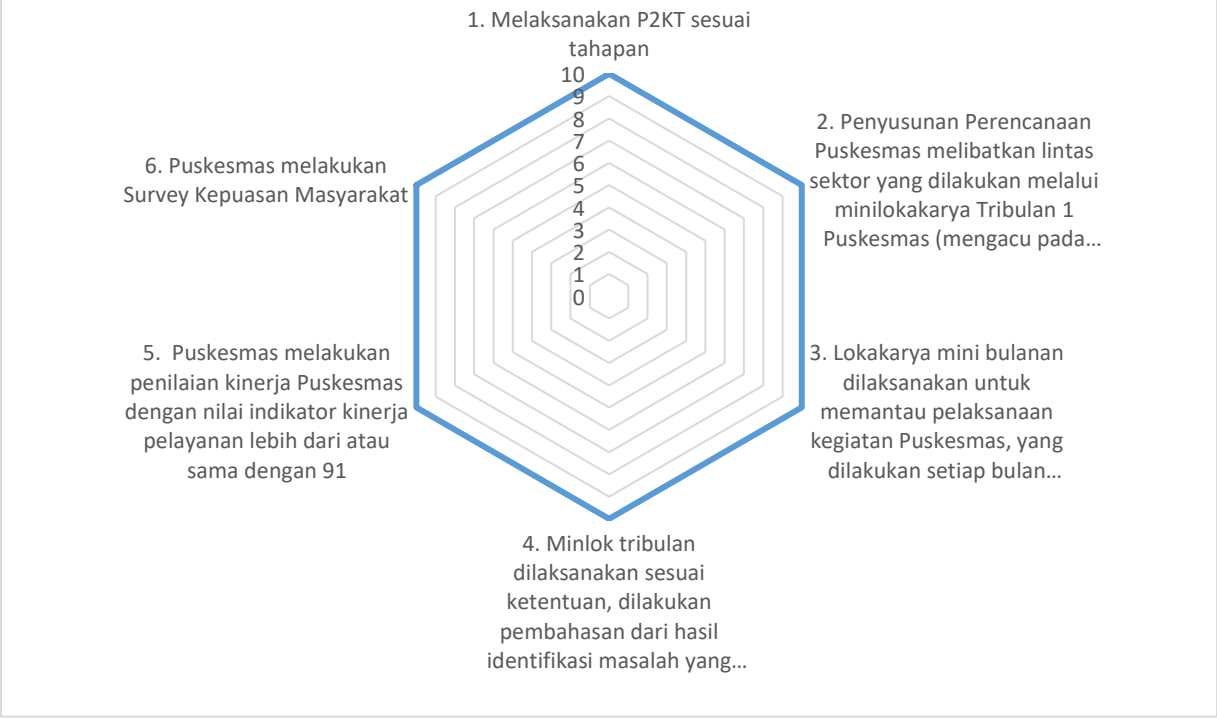 1. Melaksanakan P2KT sesuai
tahapan
10
9
8
7
6
5
4
3
2
1
0
2. Penyusunan Perencanaan
Puskesmas melibatkan lintas
sektor yang dilakukan melalui
minilokakarya Tribulan 1
Puskesmas (mengacu pada…
3. Lokakarya mini bulanan
dilaksanakan untuk
memantau pelaksanaan
kegiatan Puskesmas, yang
dilakukan setiap bulan…
4. Minlok tribulan
dilaksanakan sesuai
ketentuan, dilakukan
pembahasan dari hasil
identifikasi masalah yang…
5. Puskesmas melakukan
penilaian kinerja Puskesmas
dengan nilai indikator kinerja
pelayanan lebih dari atau
sama dengan 91
6. Puskesmas melakukan
Survey Kepuasan Masyarakat